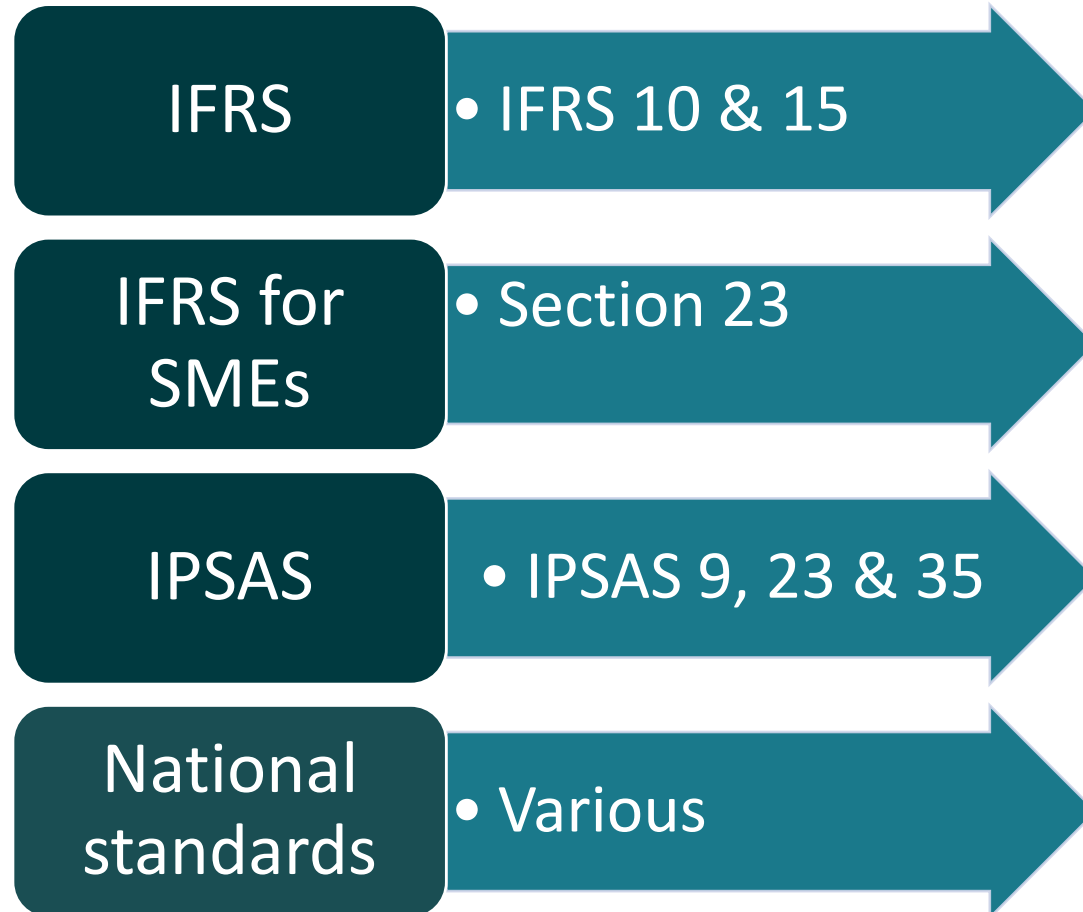 IFRS
• IFRS 10 & 15
IFRS for
SMEs
• Section 23
IPSAS
• IPSAS 9, 23 & 35
National
standards
• Various